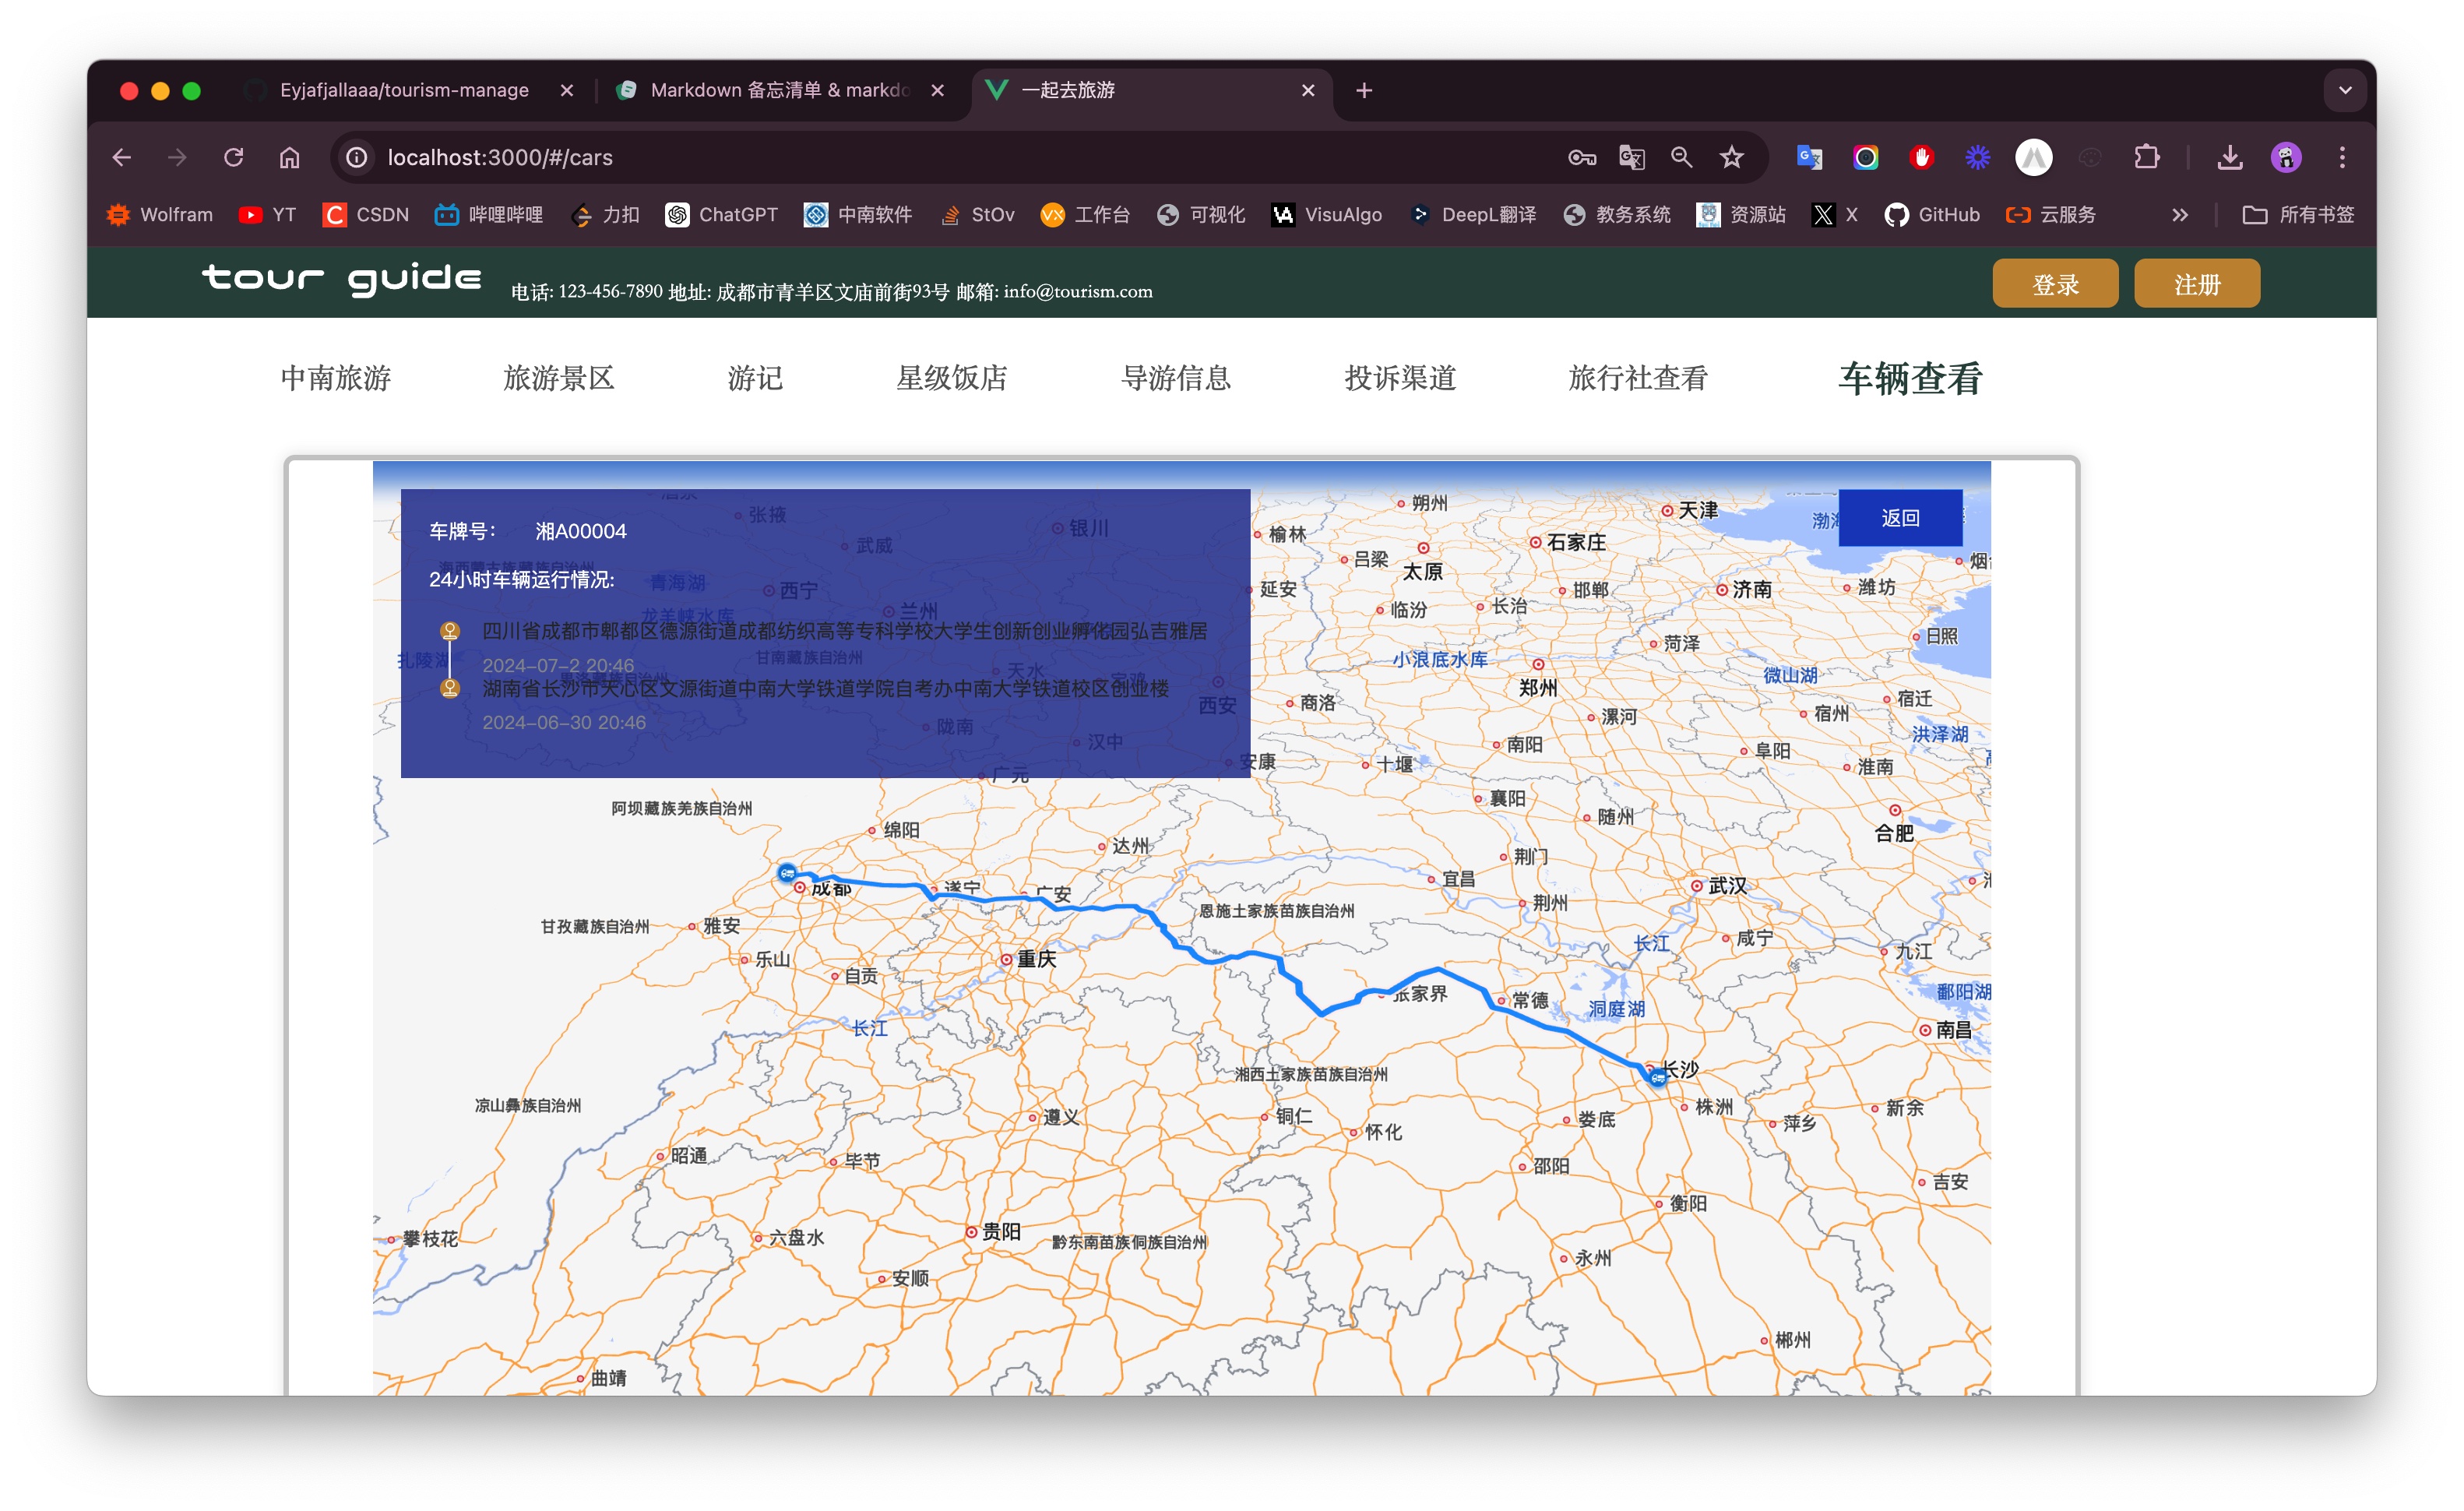 Eyjafjallaaa/tourism-manage
Markdown 备忘清单 & markdo
一起去旅游
localhost:3000/#/cars
Wolfram
YT
CSDN
哔哩哔哩
力扣
ChatGPT
中南软件
StOv
工作台
可视化
VisuAlgo
DeepL翻译
教务系统
资源站
X
GitHub
云服务
所有书签
tour guide
电话: 123-456-7890 地址: 成都市青羊区文庙前街93号 邮箱: info@tourism.com
登录
注册
中南旅游
旅游景区
游记
星级饭店
导游信息
投诉渠道
旅行社查看
车辆查看
车牌号: 湘A00004
24小时车辆运行情况:
四川省成都市郫都区德源街道成都纺织高等专科学校大学生创新创业孵化园弘吉雅居
2024-07-2 20:46
湖南省长沙市天心区文源街道中南大学铁道学院自考办中南大学铁道校区创业楼
2024-06-30 20:46
返回
张掖
武威
银川
青海湖
西宁
龙羊峡水库
兰州
扎陵湖
甘南藏族自治州
天水
西安
陇南
汉中
朔州
天津
榆林
石家庄
吕梁
太原
延安
邯郸
济南
潍坊
临汾
长治
日照
菏泽
小浪底水库
微山湖
郑州
商洛
宿迁
宿州
漯河
洪泽湖
南阳
阜阳
安康
十堰
淮南
广元
襄阳
阿坝藏族羌族自治州
随州
绵阳
合肥
达州
荆门
成都
遂宁
广安
宜昌
武汉
荆州
恩施土家族苗族自治州
甘孜藏族自治州
雅安
长江
咸宁
九江
乐山
重庆
自贡
张家界
常德
洞庭湖
鄱阳湖
长江
南昌
长沙
湘西土家族苗族自治州
凉山彝族自治州
株洲
新余
遵义
铜仁
娄底
萍乡
怀化
昭通
毕节
邵阳
吉安
衡阳
贵阳
攀枝花
六盘水
黔东南苗族侗族自治州
永州
安顺
郴州
曲靖